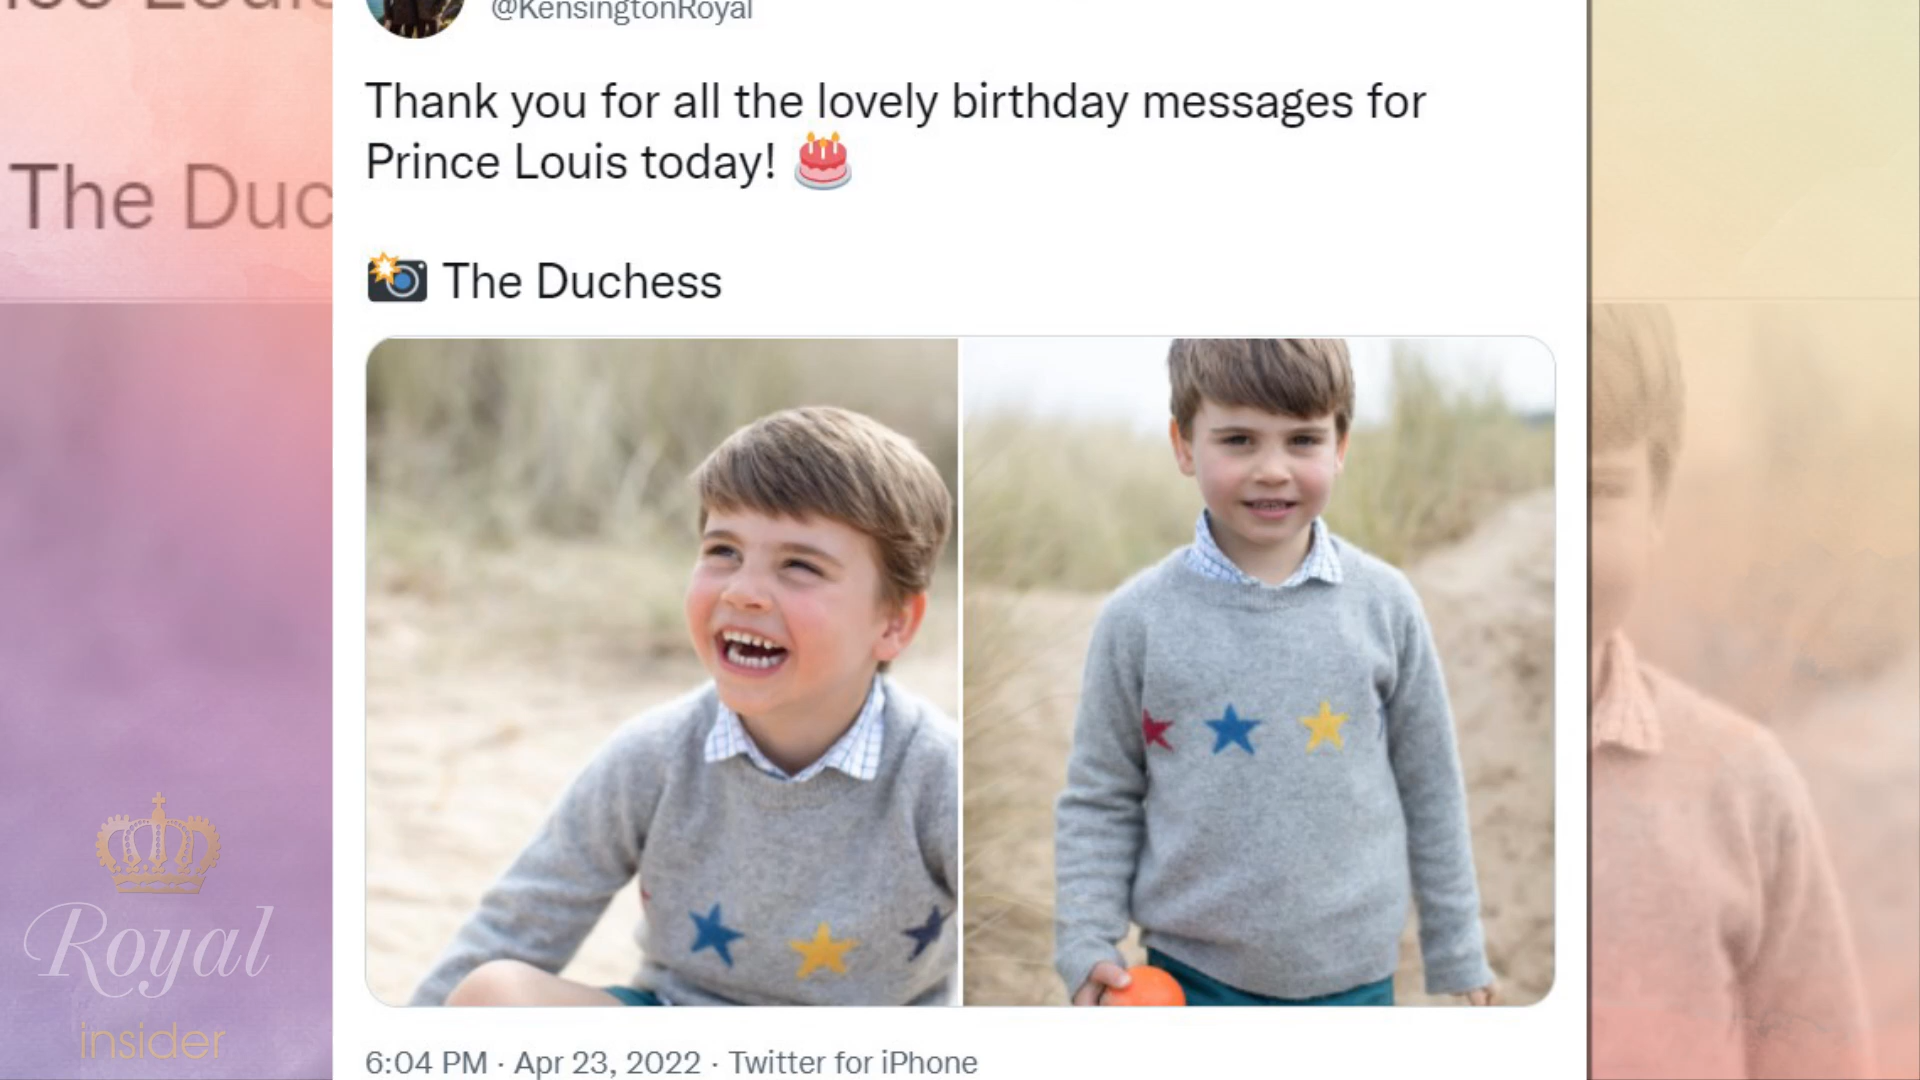 @KensingtonRoyal
Thank you for all the lovely birthday messages for
Prince Louis today! 🎂
📸 The Duchess
6:04 PM · Apr 23, 2022 · Twitter for iPhone
The Duc
Royal
insider